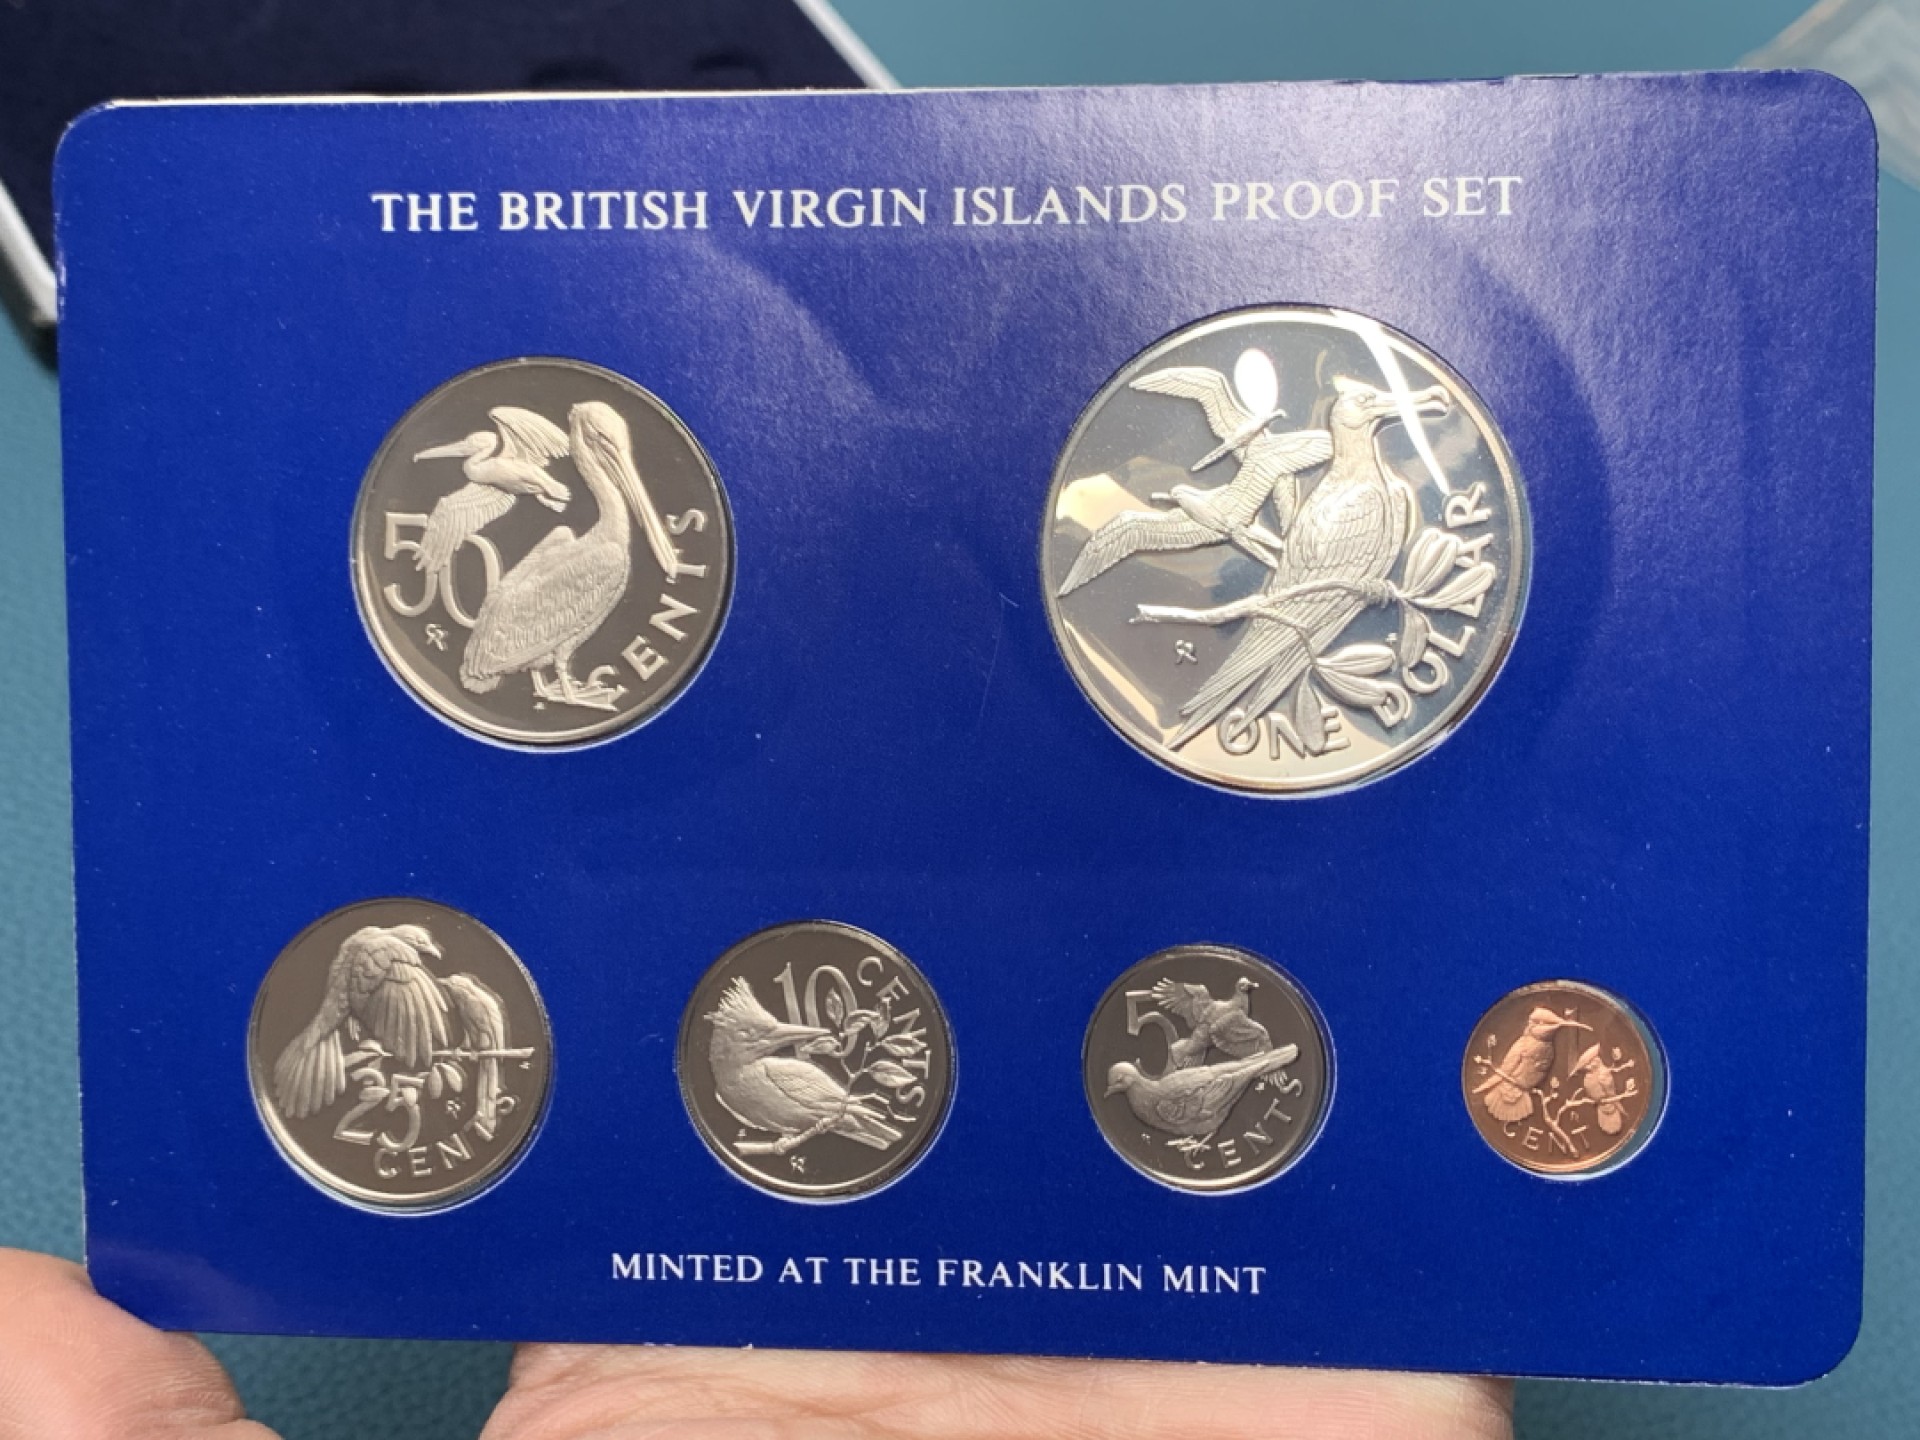 THE BRITISH VIRGIN ISLANDS PROOF SET
50
CENTS
ONE DOLLAR
25
CENTS
10
CENTS
5
CENTS
CENT
MINTED AT THE FRANKLIN MINT